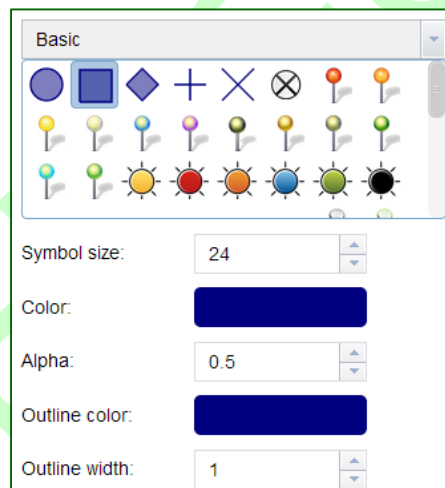 Basic
Symbol size:
24
Color:
Alpha:
0.5
Outline color:
Outline width:
1